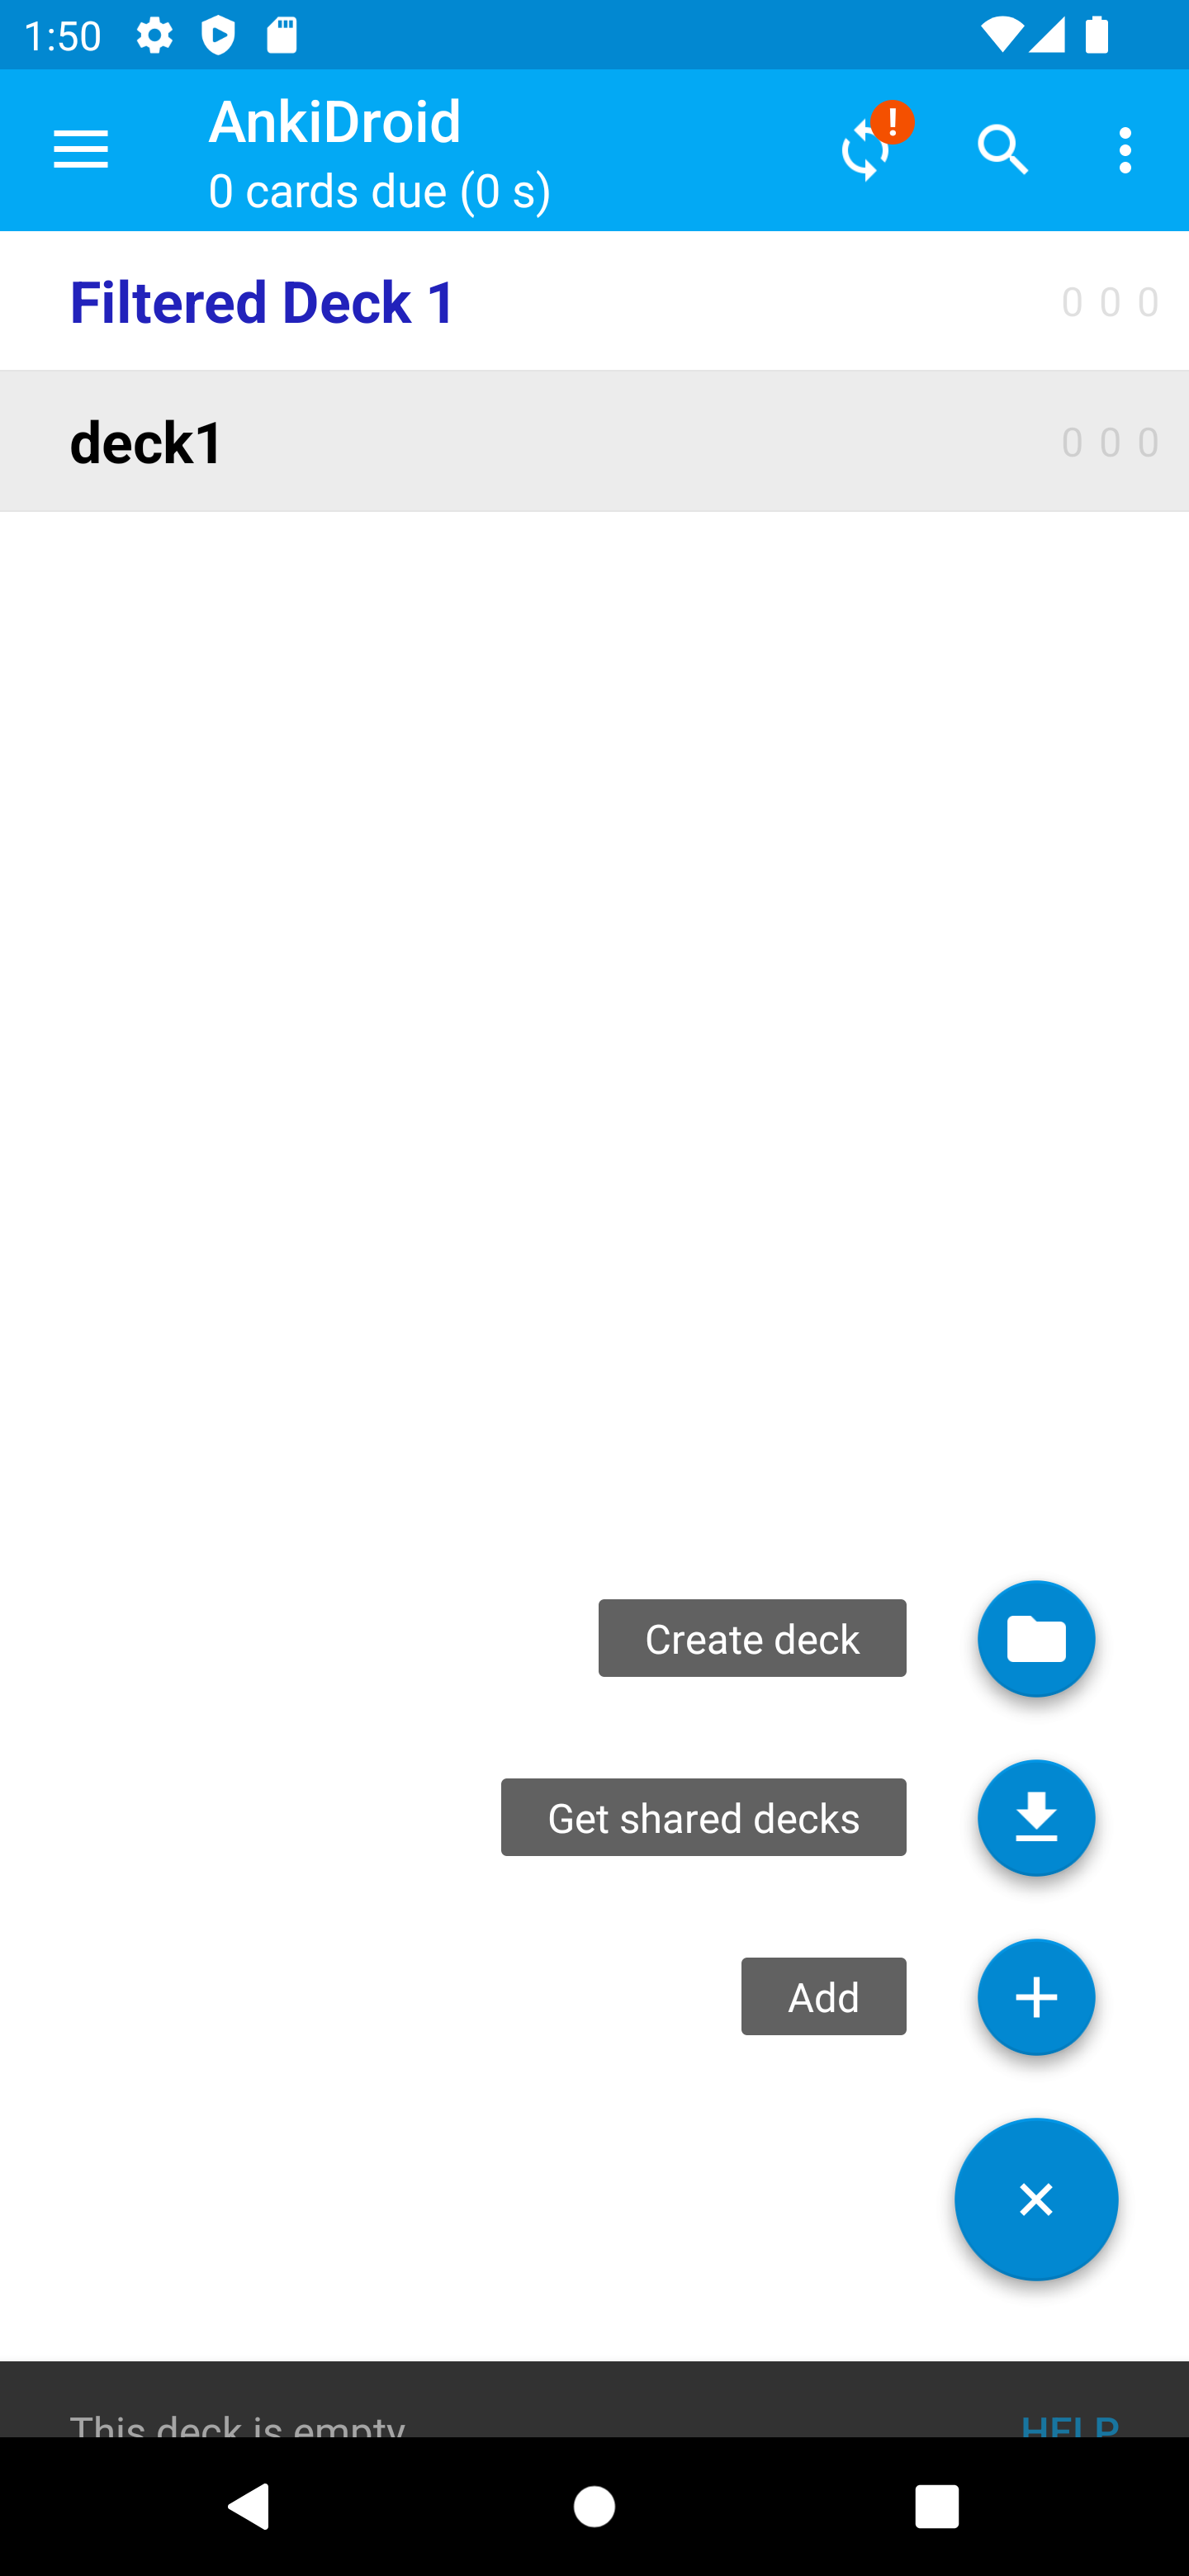 1:50
AnkiDroid
!
0 cards due (0 s)
Filtered Deck 1
0 0 0
deck1
0 0 0
Create deck
Get shared decks
Add
This deck is empty
HELP